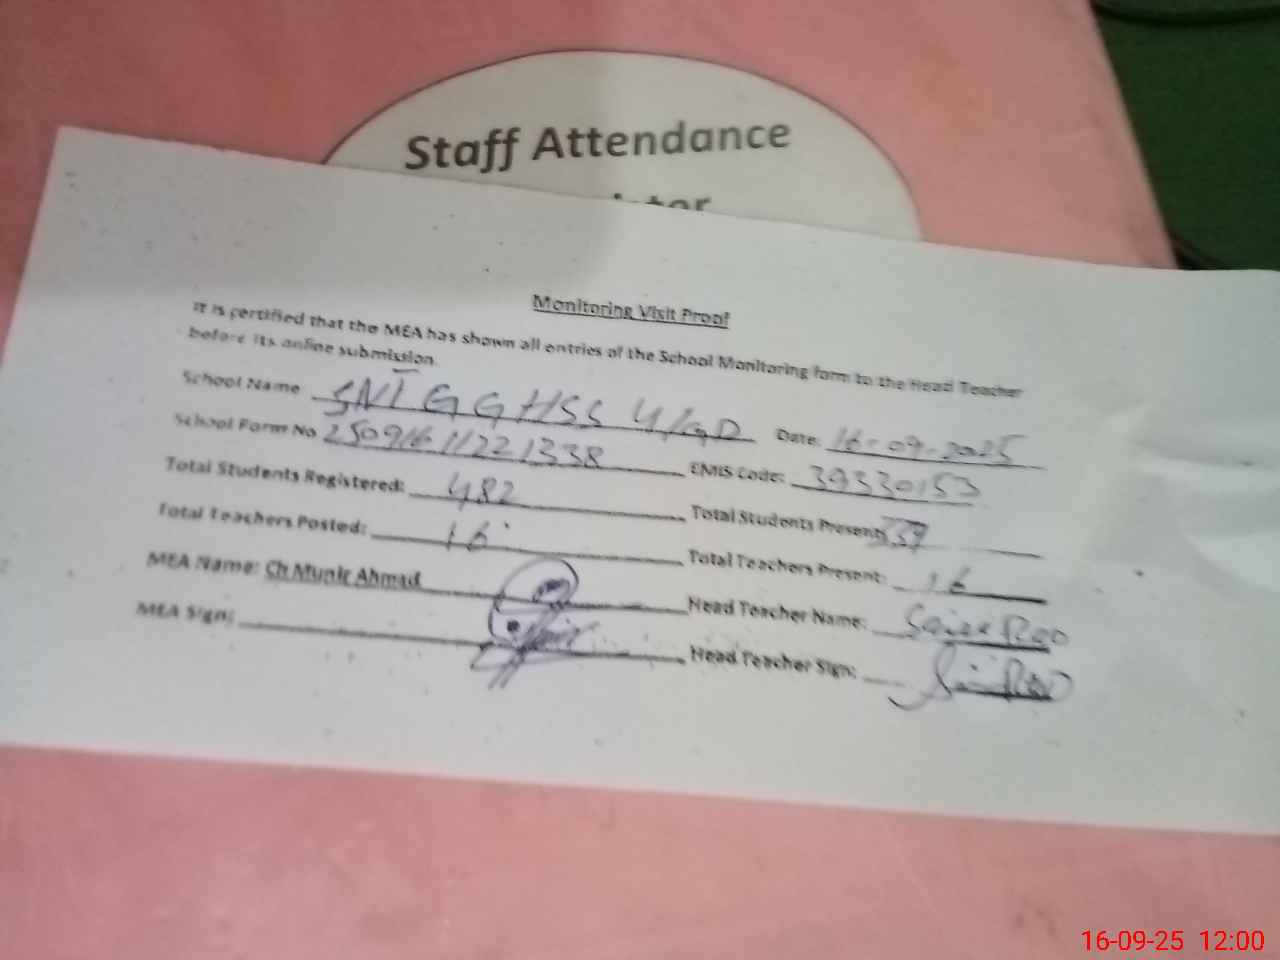 Staff Attendance
Monitoring Visit Proof
It is certified that the MEA has shown all entries of the School Monitoring form to the Head Teacher
before its online submission.
School Name GGHSS 4/GD Date: 16-09-2025
School Form No 25091611221338 EMIS Code: 39330153
Total Students Registered: 482 Total Students Present:
Total Teachers Posted: 16 Total Teachers Present: 16
MEA Name: Ch Munir Ahmad Head Teacher Name:
MEA Sign: Head Teacher Sign:
16-09-25 12:00